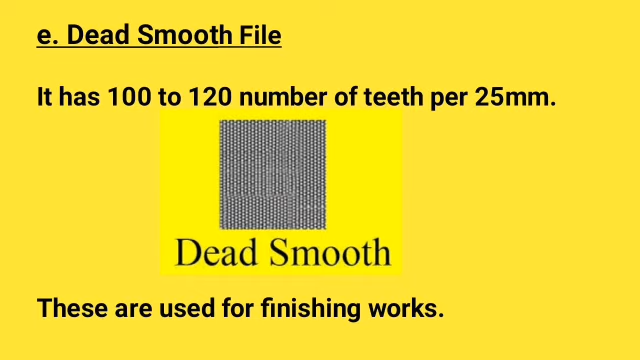 e. Dead Smooth File
It has 100 to 120 number of teeth per 25mm.
Dead Smooth
These are used for finishing works.